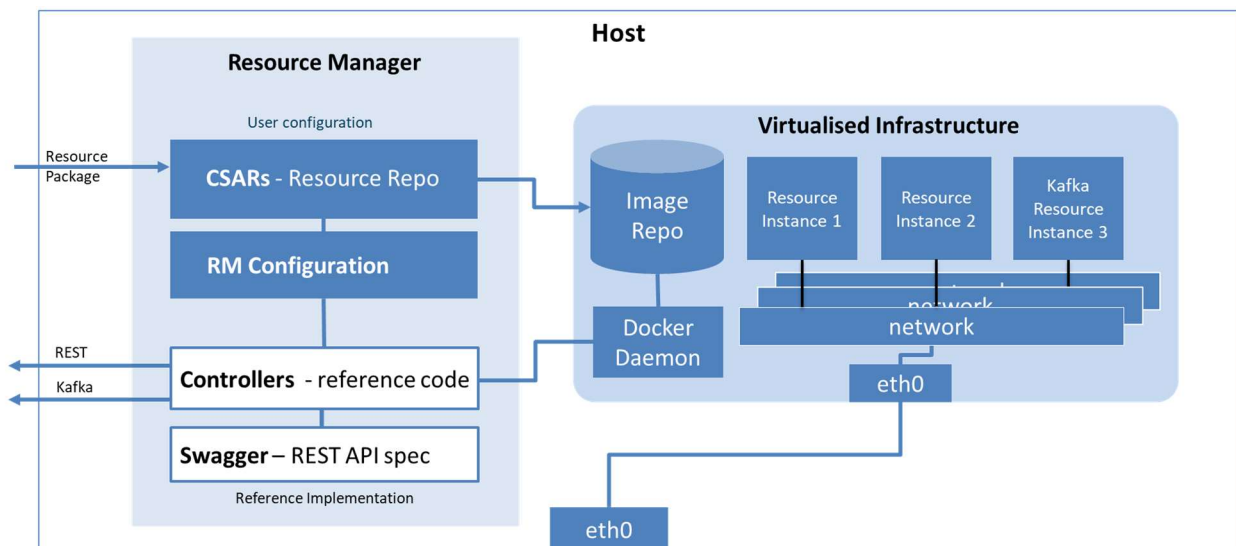 Host
Resource Manager
User configuration
Resource
Package
CSARs - Resource Repo
RM Configuration
REST
Kafka
Controllers - reference code
Swagger – REST API spec
Reference Implementation
Virtualised Infrastructure
Image
Repo
Docker
Daemon
Resource
Instance 1
Resource
Instance 2
Kafka
Resource
Instance 3
network
network
eth0
eth0